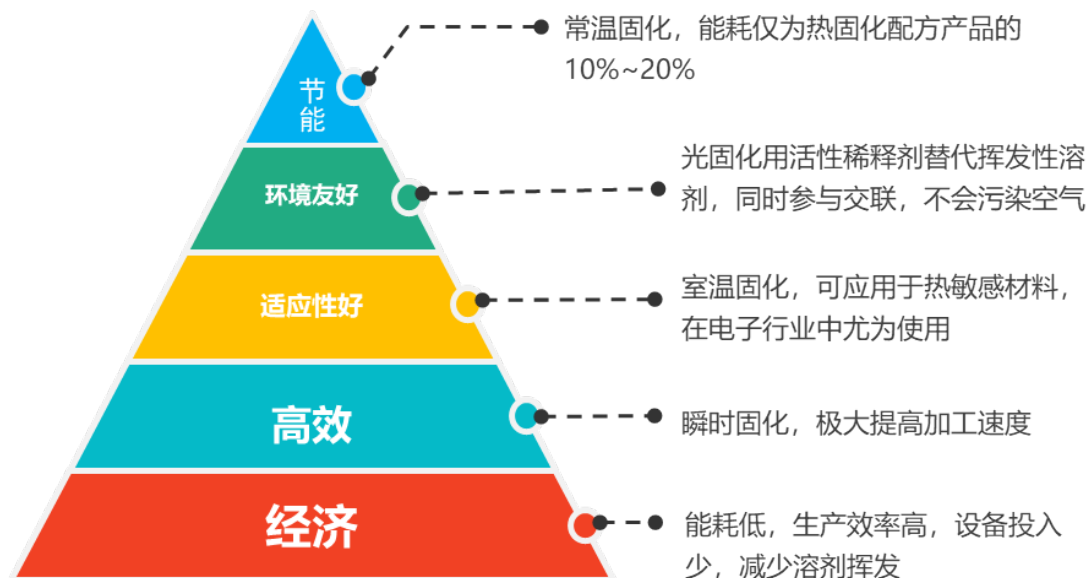 节
能
常温固化，能耗仅为热固化配方产品的
10%~20%
环境友好
光固化用活性稀释剂替代挥发性溶
剂，同时参与交联，不会污染空气
适应性好
室温固化，可应用于热敏感材料，
在电子行业中尤为使用
高效
瞬时固化，极大提高加工速度
经济
能耗低，生产效率高，设备投入
少，减少溶剂挥发